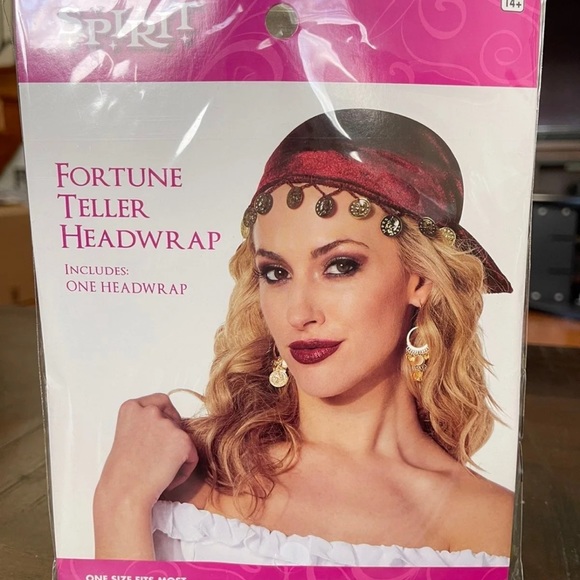 SPIRIT
14+
FORTUNE
TELLER
HEADWRAP
INCLUDES:
ONE HEADWRAP
ONE SIZE FITS MOST